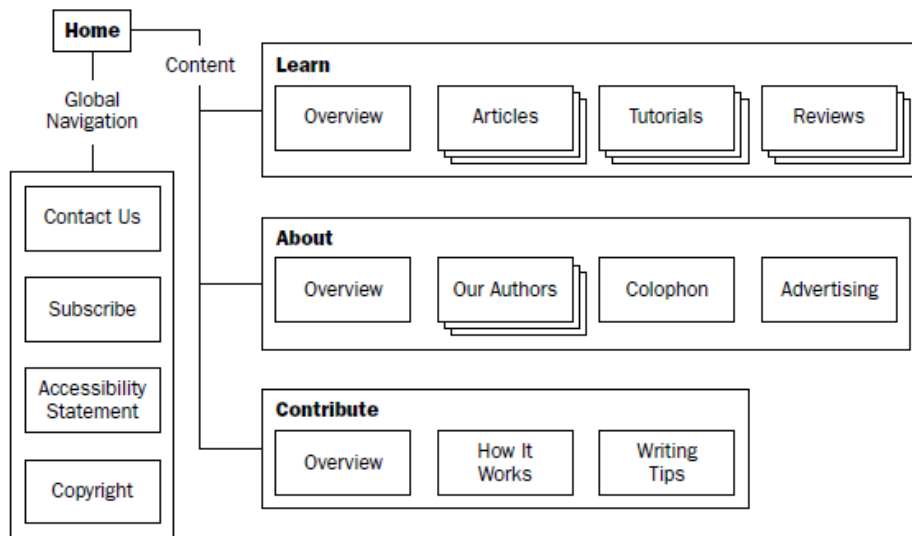 Home
Content
Global
Navigation
Contact Us
Subscribe
Accessibility
Statement
Copyright
Learn
Overview
Articles
Tutorials
Reviews
About
Overview
Our Authors
Colophon
Advertising
Contribute
Overview
How It
Works
Writing
Tips